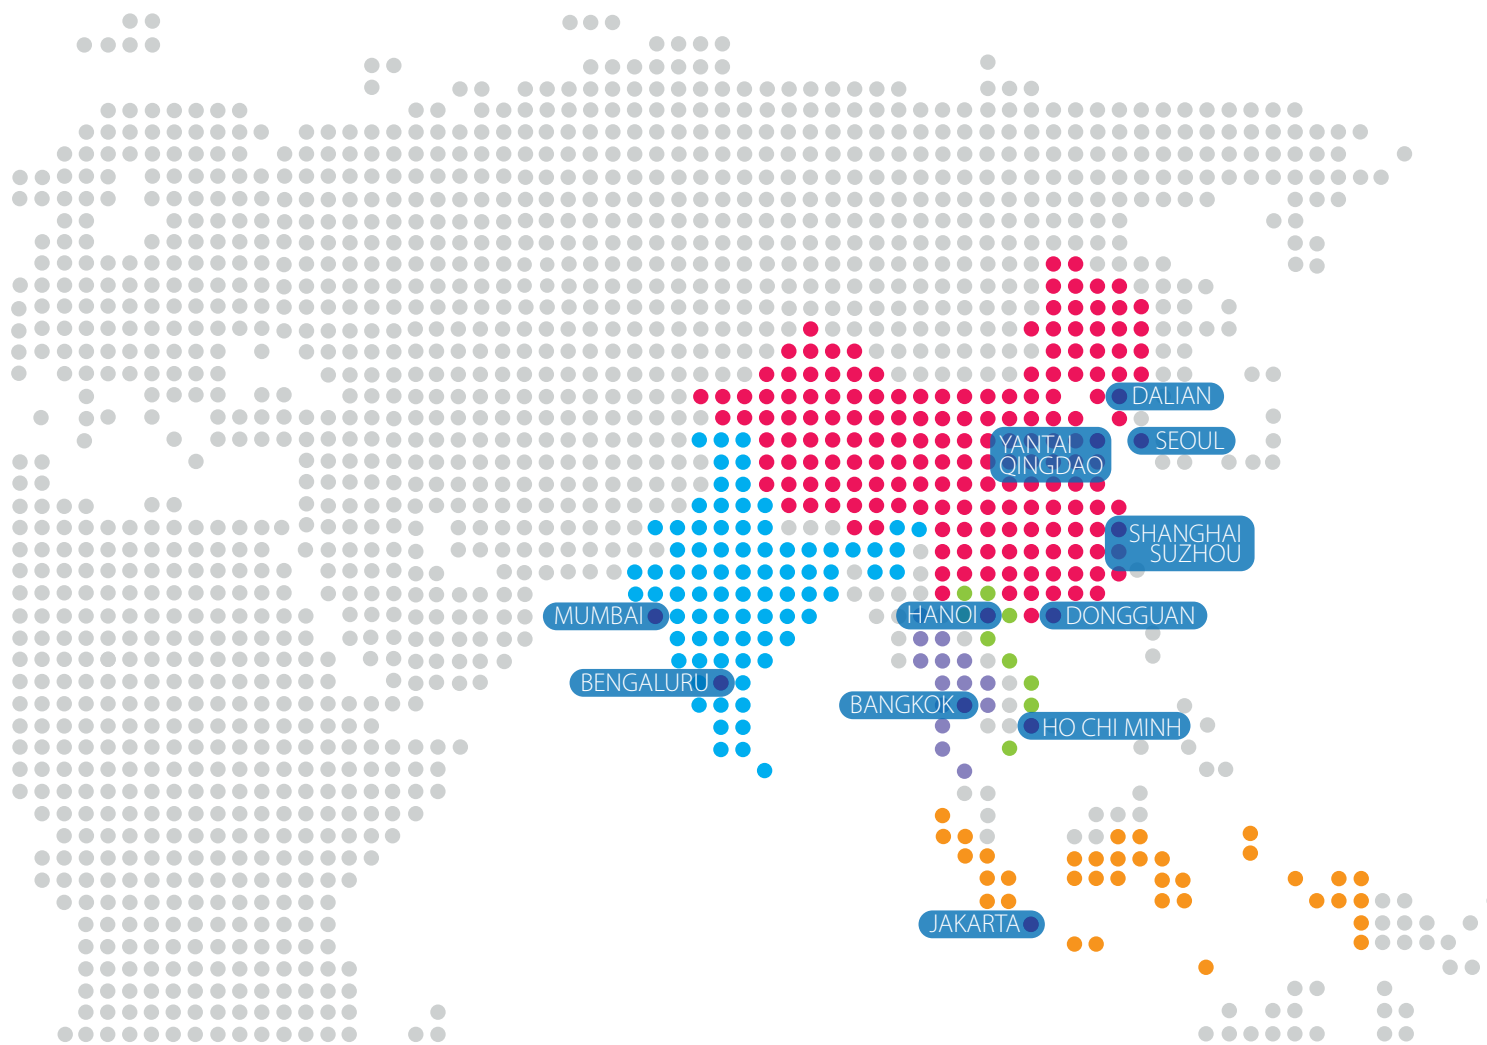 DALIAN
YANTAI
QINGDAO
SEOUL
SHANGHAI
SUZHOU
MUMBAI
HANOI
DONGGUAN
BENGALURU
BANGKOK
HO CHI MINH
JAKARTA